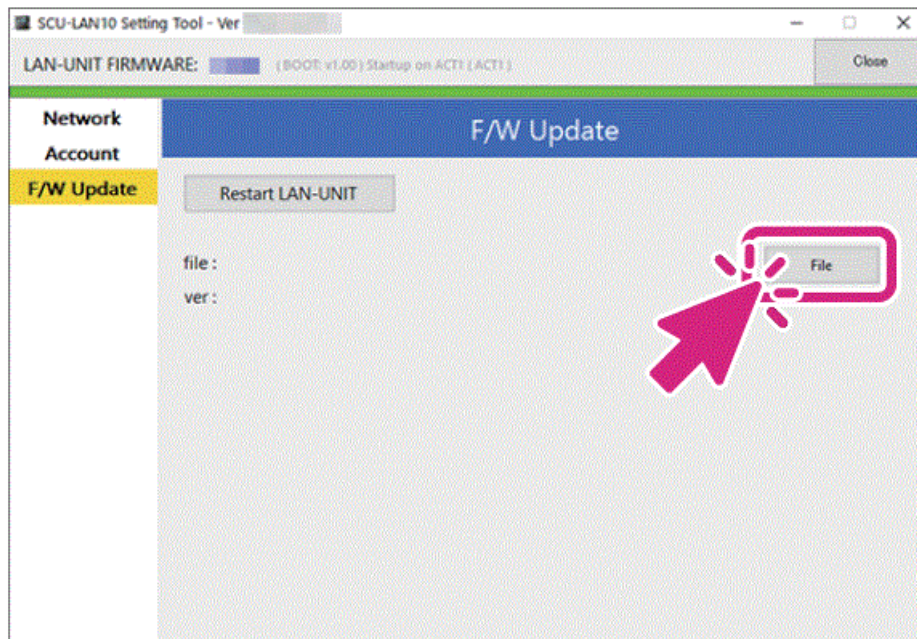 SCU-LAN10 Setting Tool - Ver
LAN-UNIT FIRMWARE: ( BOOT: v1.00 ) Startup on ACT1 ( ACT1 )
Close
Network
Account
F/W Update
F/W Update
Restart LAN-UNIT
file :
File
ver :